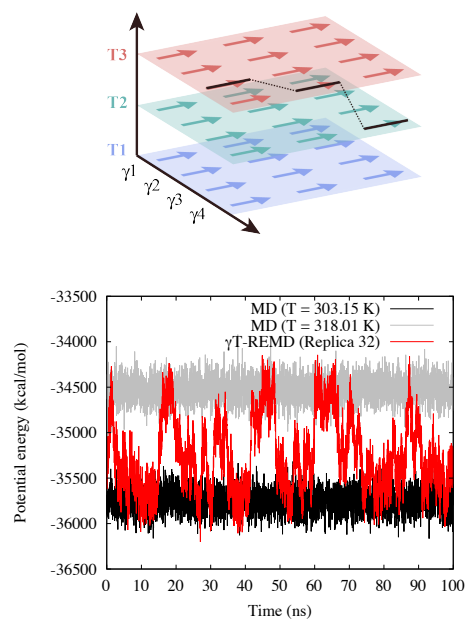 T3
T2
T1
γ1
γ2
γ3
γ4
-33500
-34000
-34500
-35000
-35500
-36000
-36500
Potential energy (kcal/mol)
MD (T = 303.15 K)
MD (T = 318.01 K)
γT-REMD (Replica 32)
0 10 20 30 40 50 60 70 80 90 100
Time (ns)